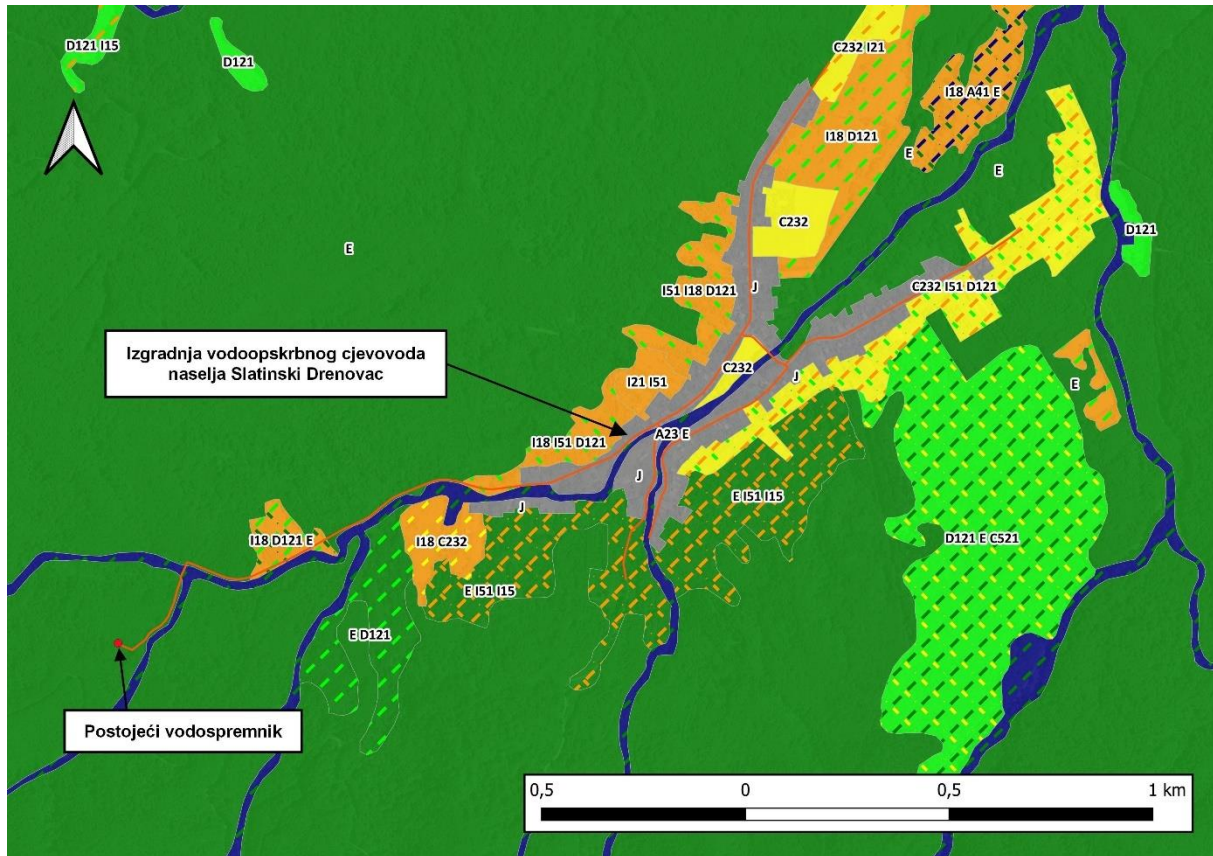 D121 I15
D121
C232 I21
I18 A41 E
I18 D121
E
E
C232
D121
E
I51 I18 D121
J
C232 I51 D121
Izgradnja vodoopskrbnog cjevovoda
naselja Slatinski Drenovac
C232
I21 I51
J
E
A23 E
I18 I51 D121
J
E I51 I15
J
I18 D121 E
I18 C232
D121 E C521
E I51 I15
E D121
Postojeći vodospremnik
0,5 0 0,5 1 km